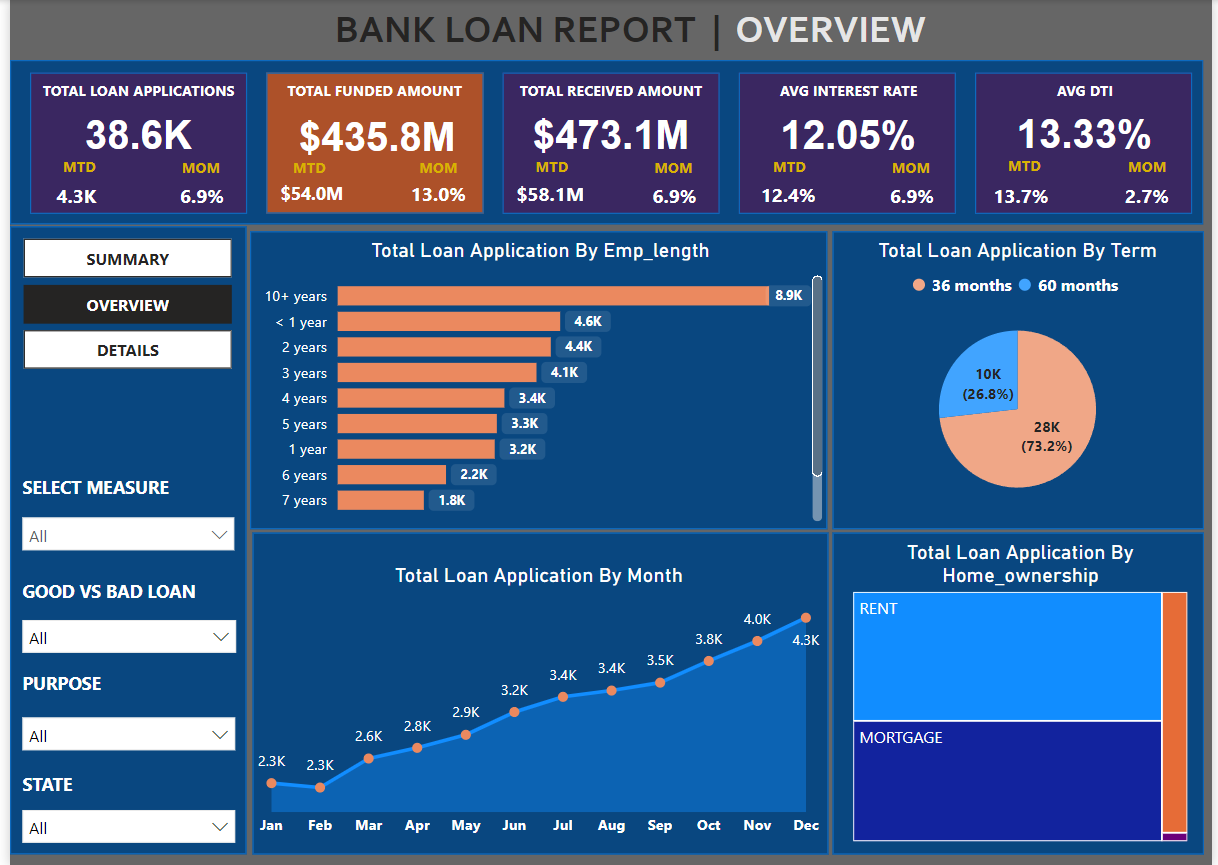 BANK LOAN REPORT | OVERVIEW
TOTAL LOAN APPLICATIONS
38.6K
MTD MOM
4.3K 6.9%
TOTAL FUNDED AMOUNT
$435.8M
MTD MOM
$54.0M 13.0%
TOTAL RECEIVED AMOUNT
$473.1M
MTD MOM
$58.1M 6.9%
AVG INTEREST RATE
12.05%
MTD MOM
12.4% 6.9%
AVG DTI
13.33%
MTD MOM
13.7% 2.7%
SUMMARY
OVERVIEW
DETAILS
SELECT MEASURE
All
GOOD VS BAD LOAN
All
PURPOSE
All
STATE
All
Total Loan Application By Emp_length
10+ years 8.9K
< 1 year 4.6K
2 years 4.4K
3 years 4.1K
4 years 3.4K
5 years 3.3K
1 year 3.2K
6 years 2.2K
7 years 1.8K
Total Loan Application By Term
36 months 60 months
10K
(26.8%)
28K
(73.2%)
Total Loan Application By Month
2.3K 2.3K 2.6K 2.8K 2.9K 3.2K 3.4K 3.4K 3.5K 3.8K 4.0K 4.3K
Jan Feb Mar Apr May Jun Jul Aug Sep Oct Nov Dec
Total Loan Application By
Home_ownership
RENT
MORTGAGE